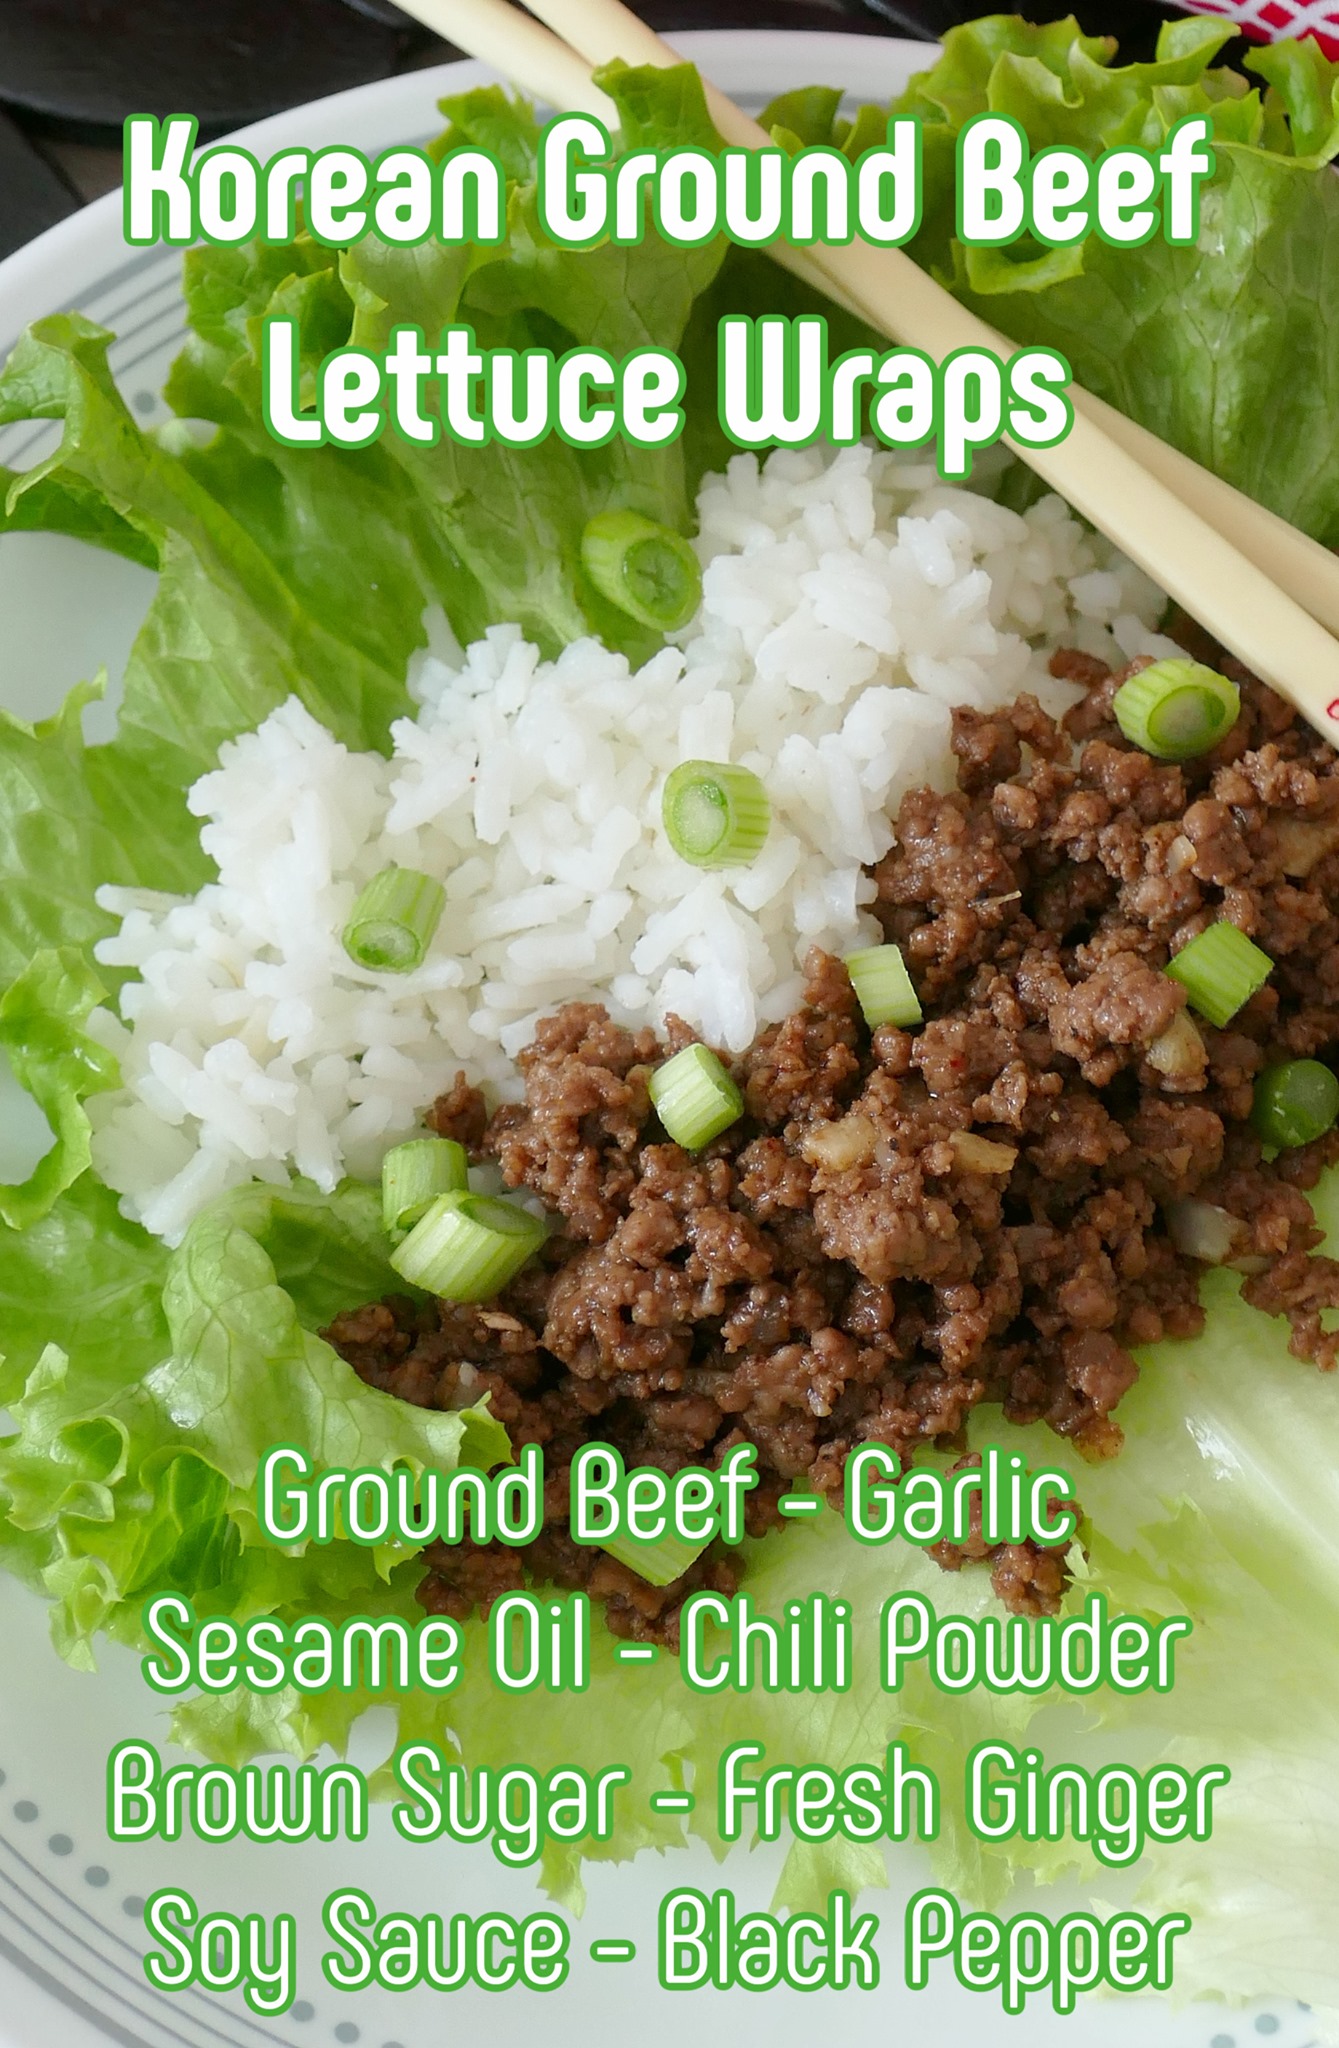 Korean Ground Beef
Lettuce Wraps
Ground Beef - Garlic
Sesame Oil - Chili Powder
Brown Sugar - Fresh Ginger
Soy Sauce - Black Pepper